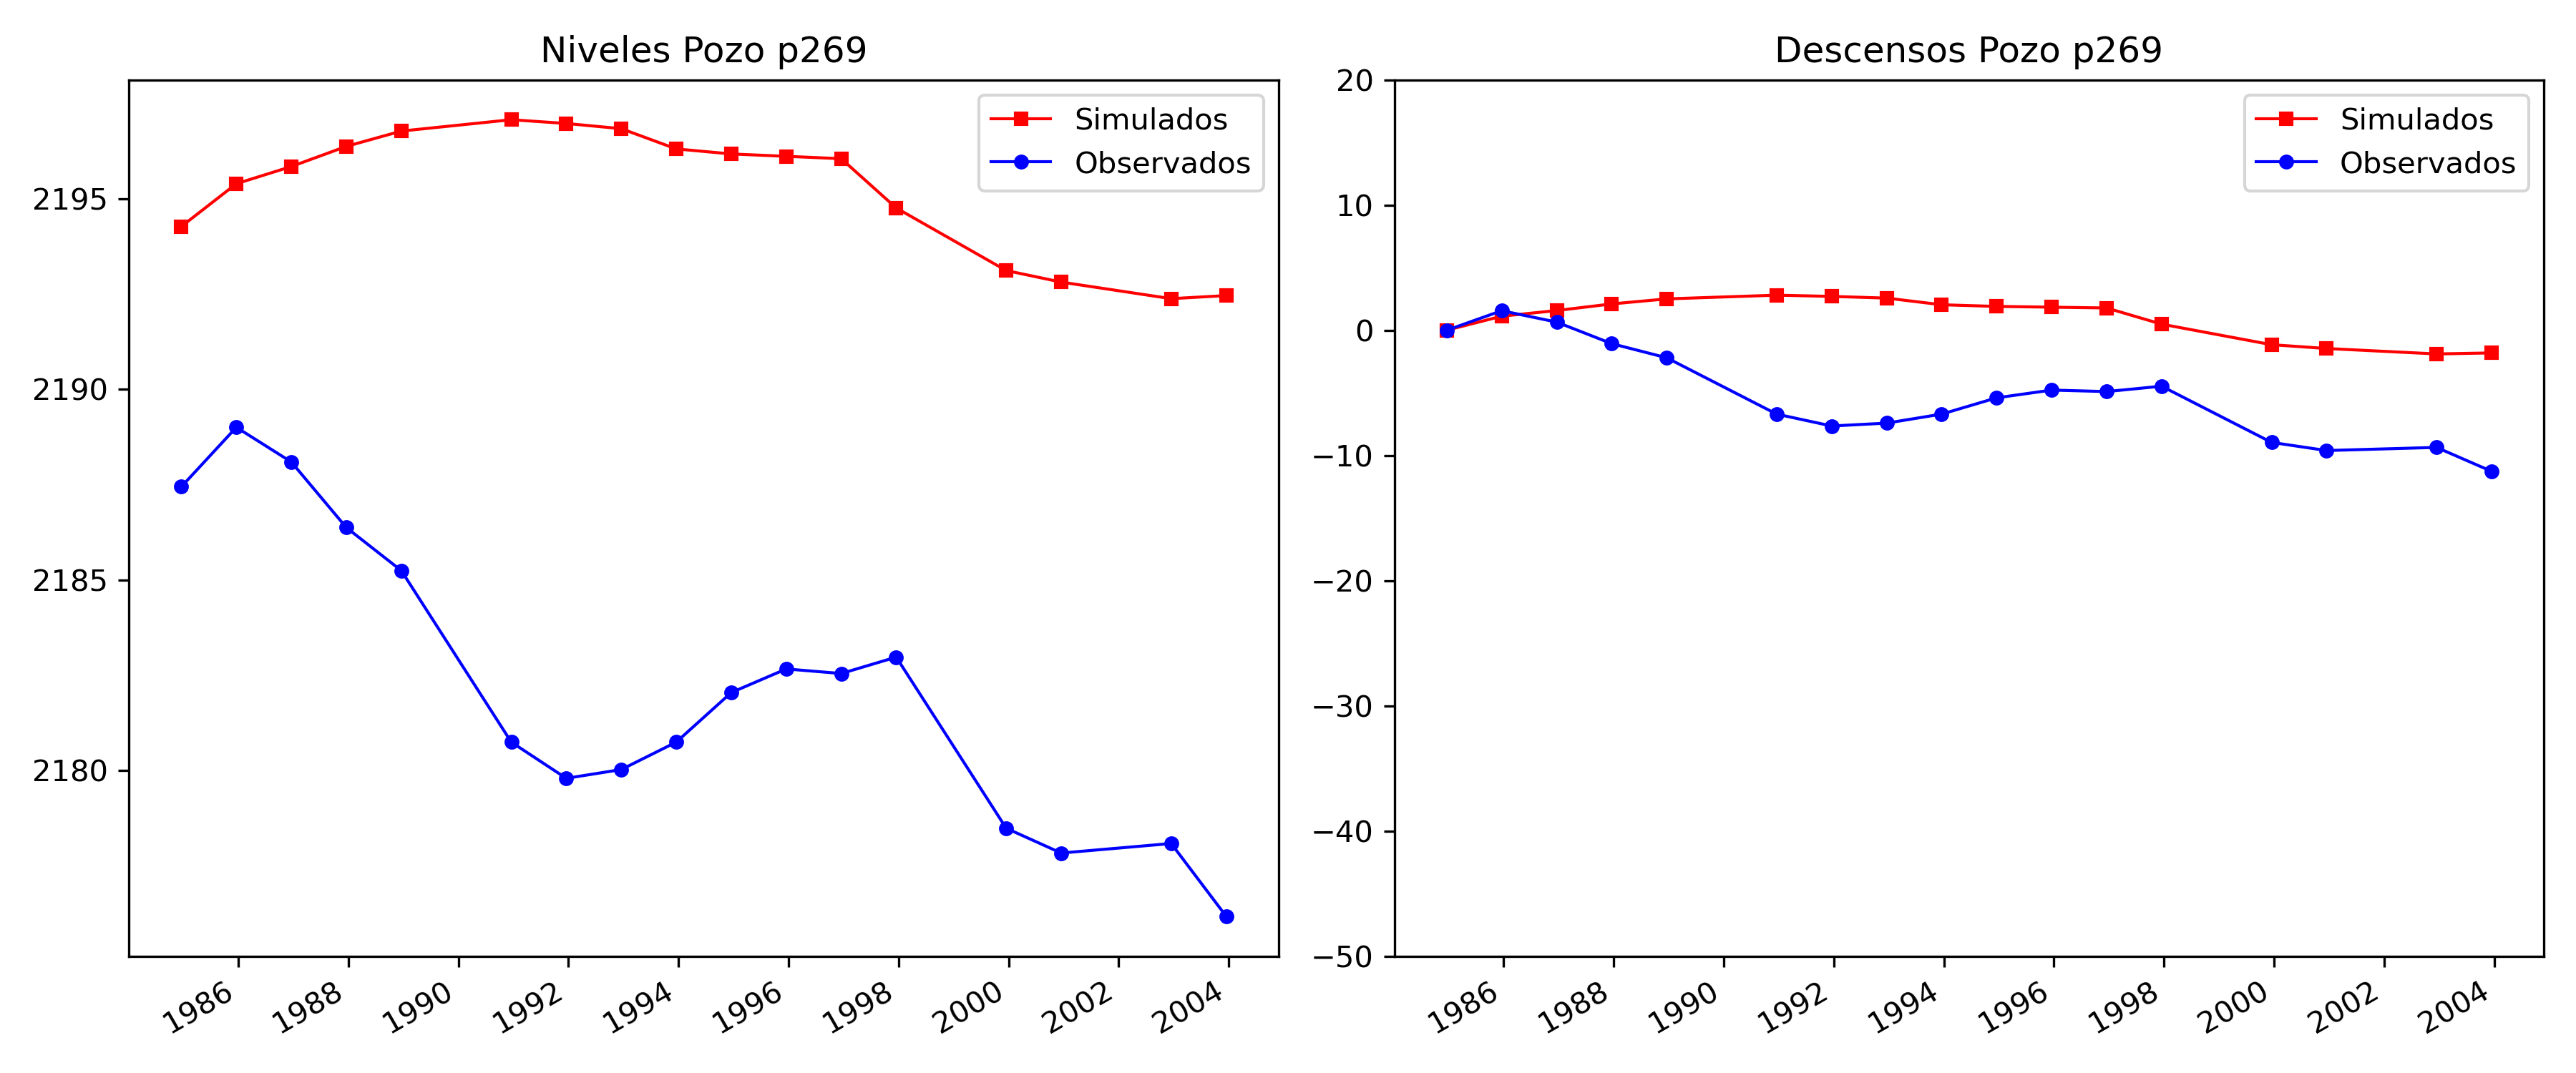 Niveles Pozo p269
Simulados
Observados
2195
2190
2185
2180
1986 1988 1990 1992 1994 1996 1998 2000 2002 2004
Descensos Pozo p269
Simulados
Observados
20
10
0
−10
−20
−30
−40
−50
1986 1988 1990 1992 1994 1996 1998 2000 2002 2004